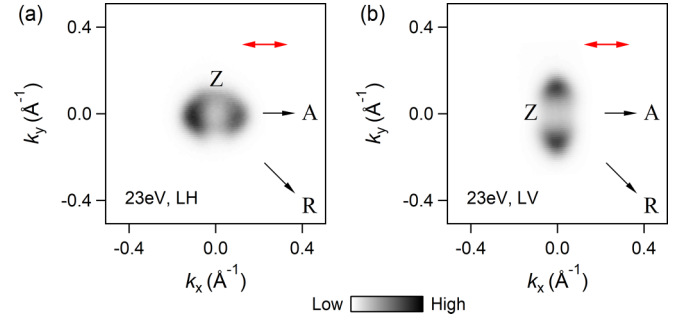 (a)
0.4
0.0
-0.4
ky (Å-1)
Z
A
R
23eV, LH
-0.4
0.0
0.4
kx (Å-1)
(b)
0.4
0.0
-0.4
ky (Å-1)
Z
A
R
23eV, LV
-0.4
0.0
0.4
kx (Å-1)
Low
High